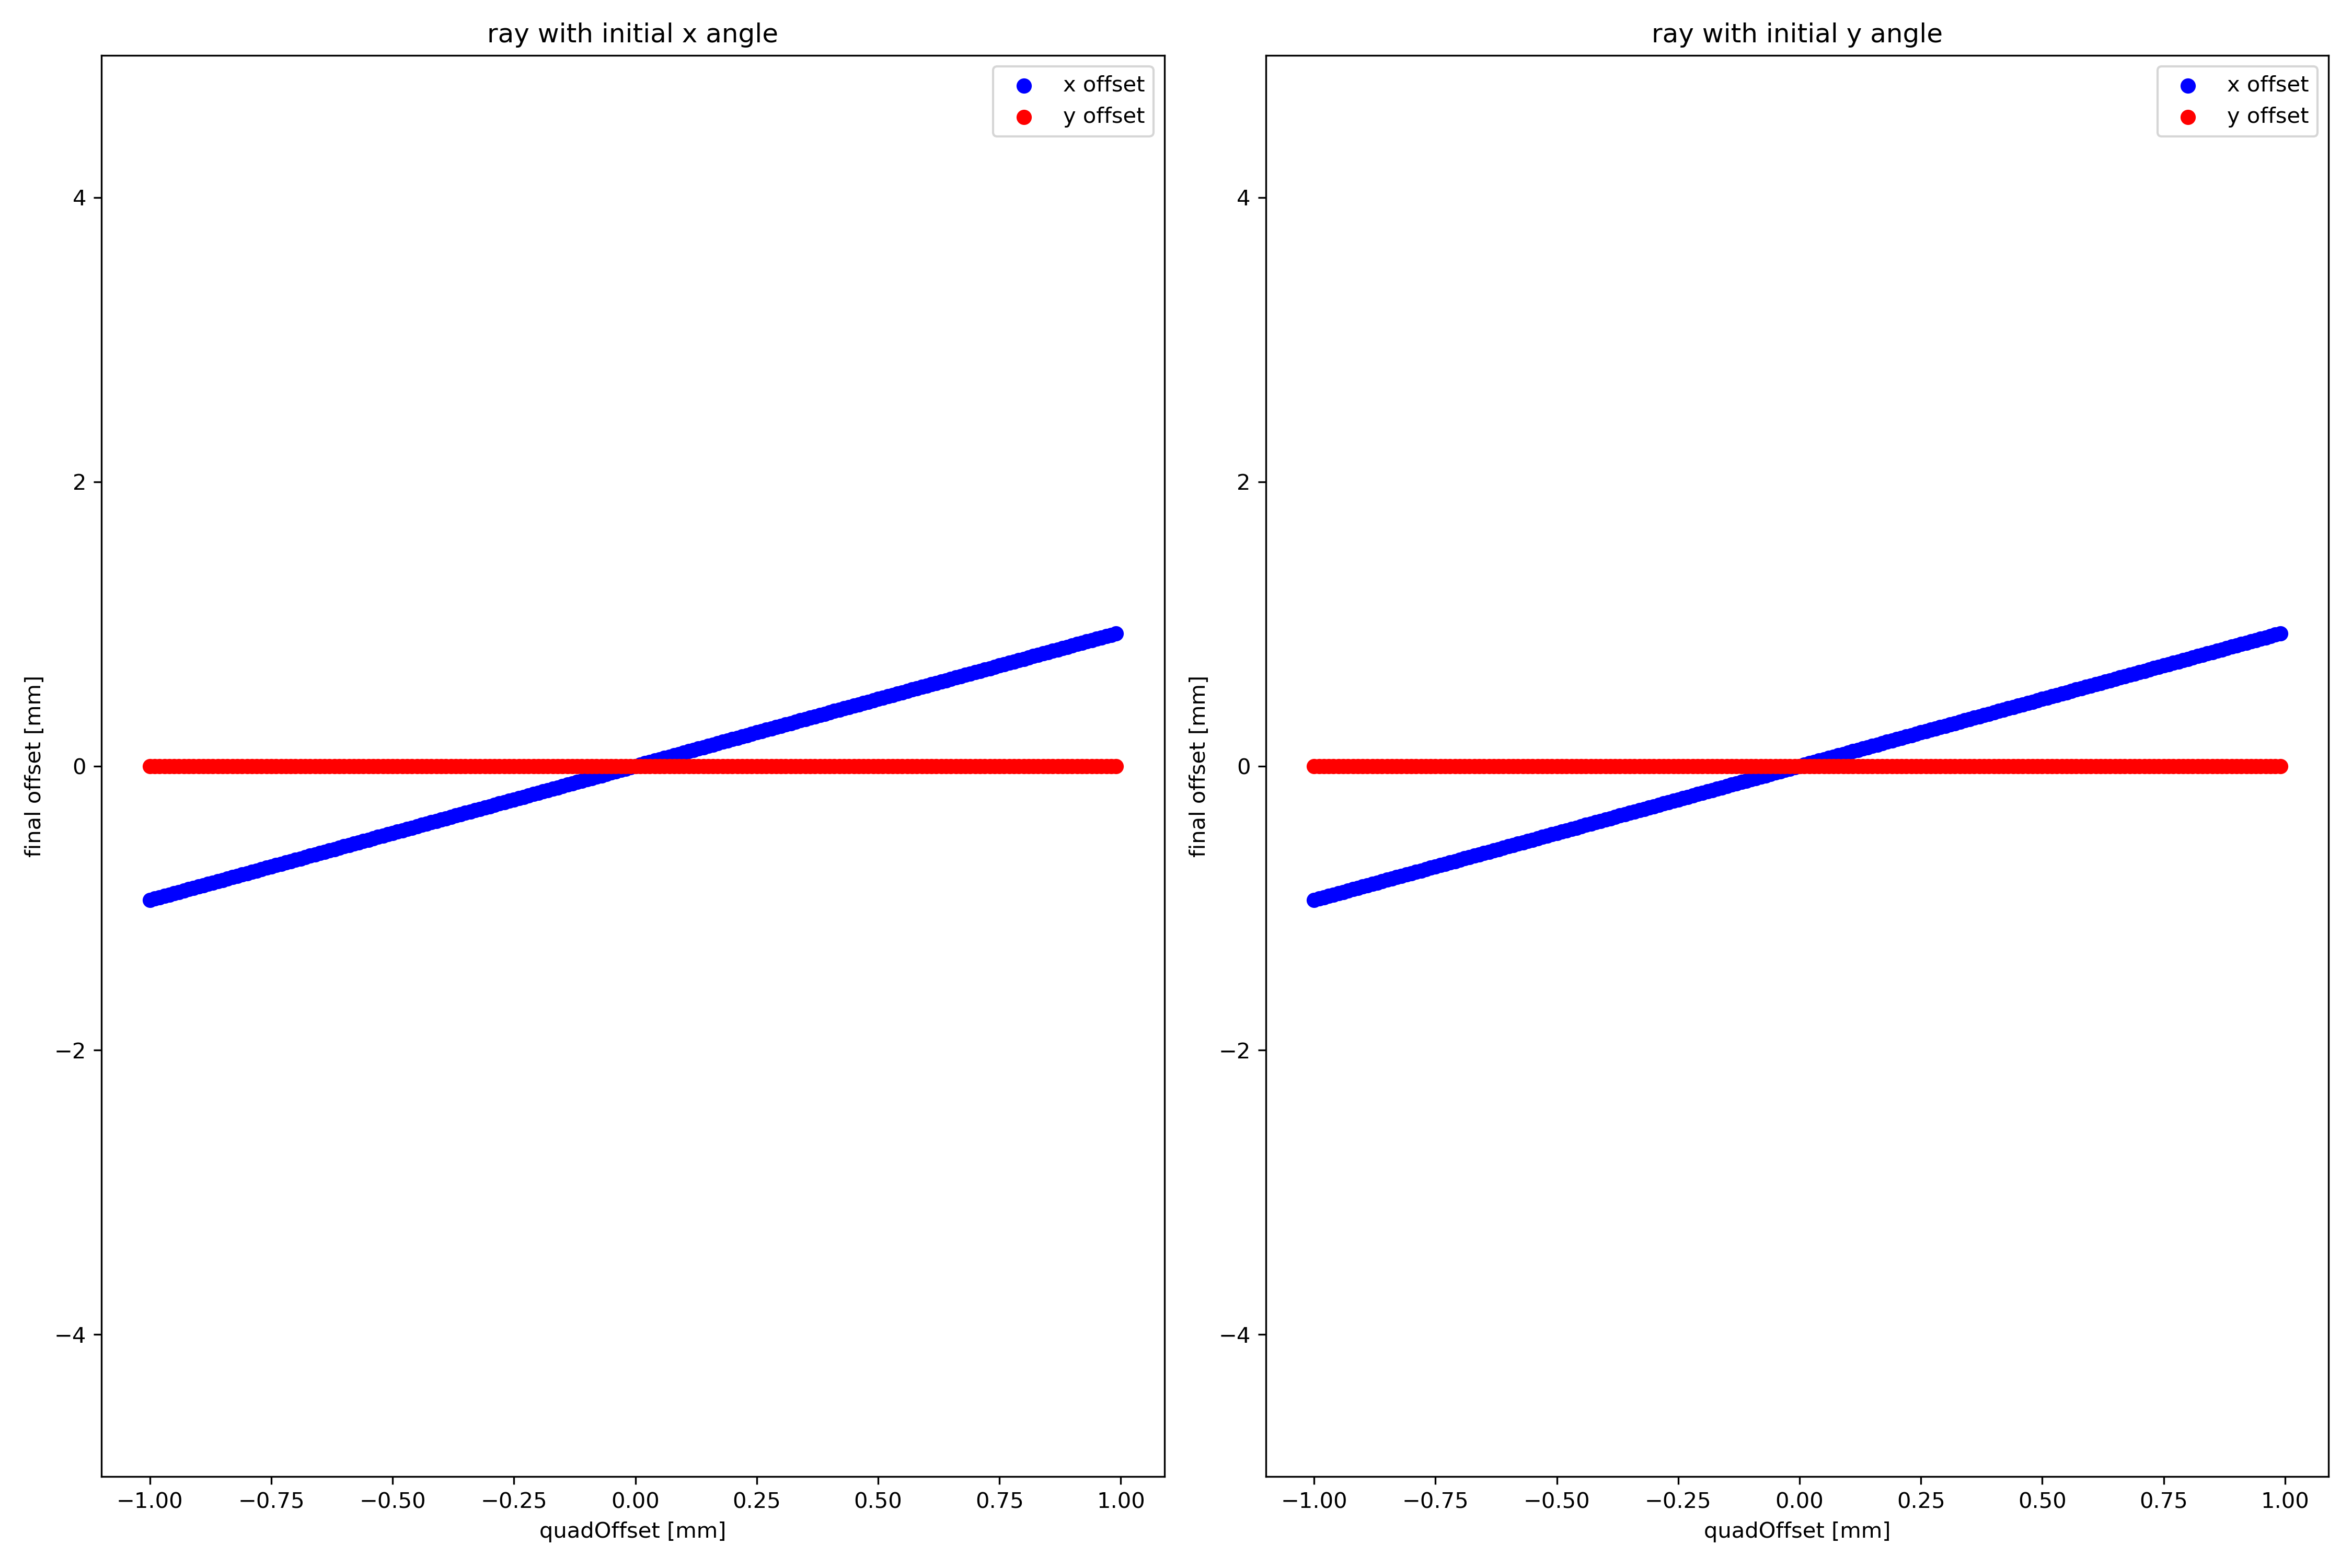 ray with initial x angle
x offset
y offset
4
2
0
−2
−4
final offset [mm]
−1.00 −0.75 −0.50 −0.25 0.00 0.25 0.50 0.75 1.00
quadOffset [mm]
ray with initial y angle
x offset
y offset
4
2
0
−2
−4
final offset [mm]
−1.00 −0.75 −0.50 −0.25 0.00 0.25 0.50 0.75 1.00
quadOffset [mm]